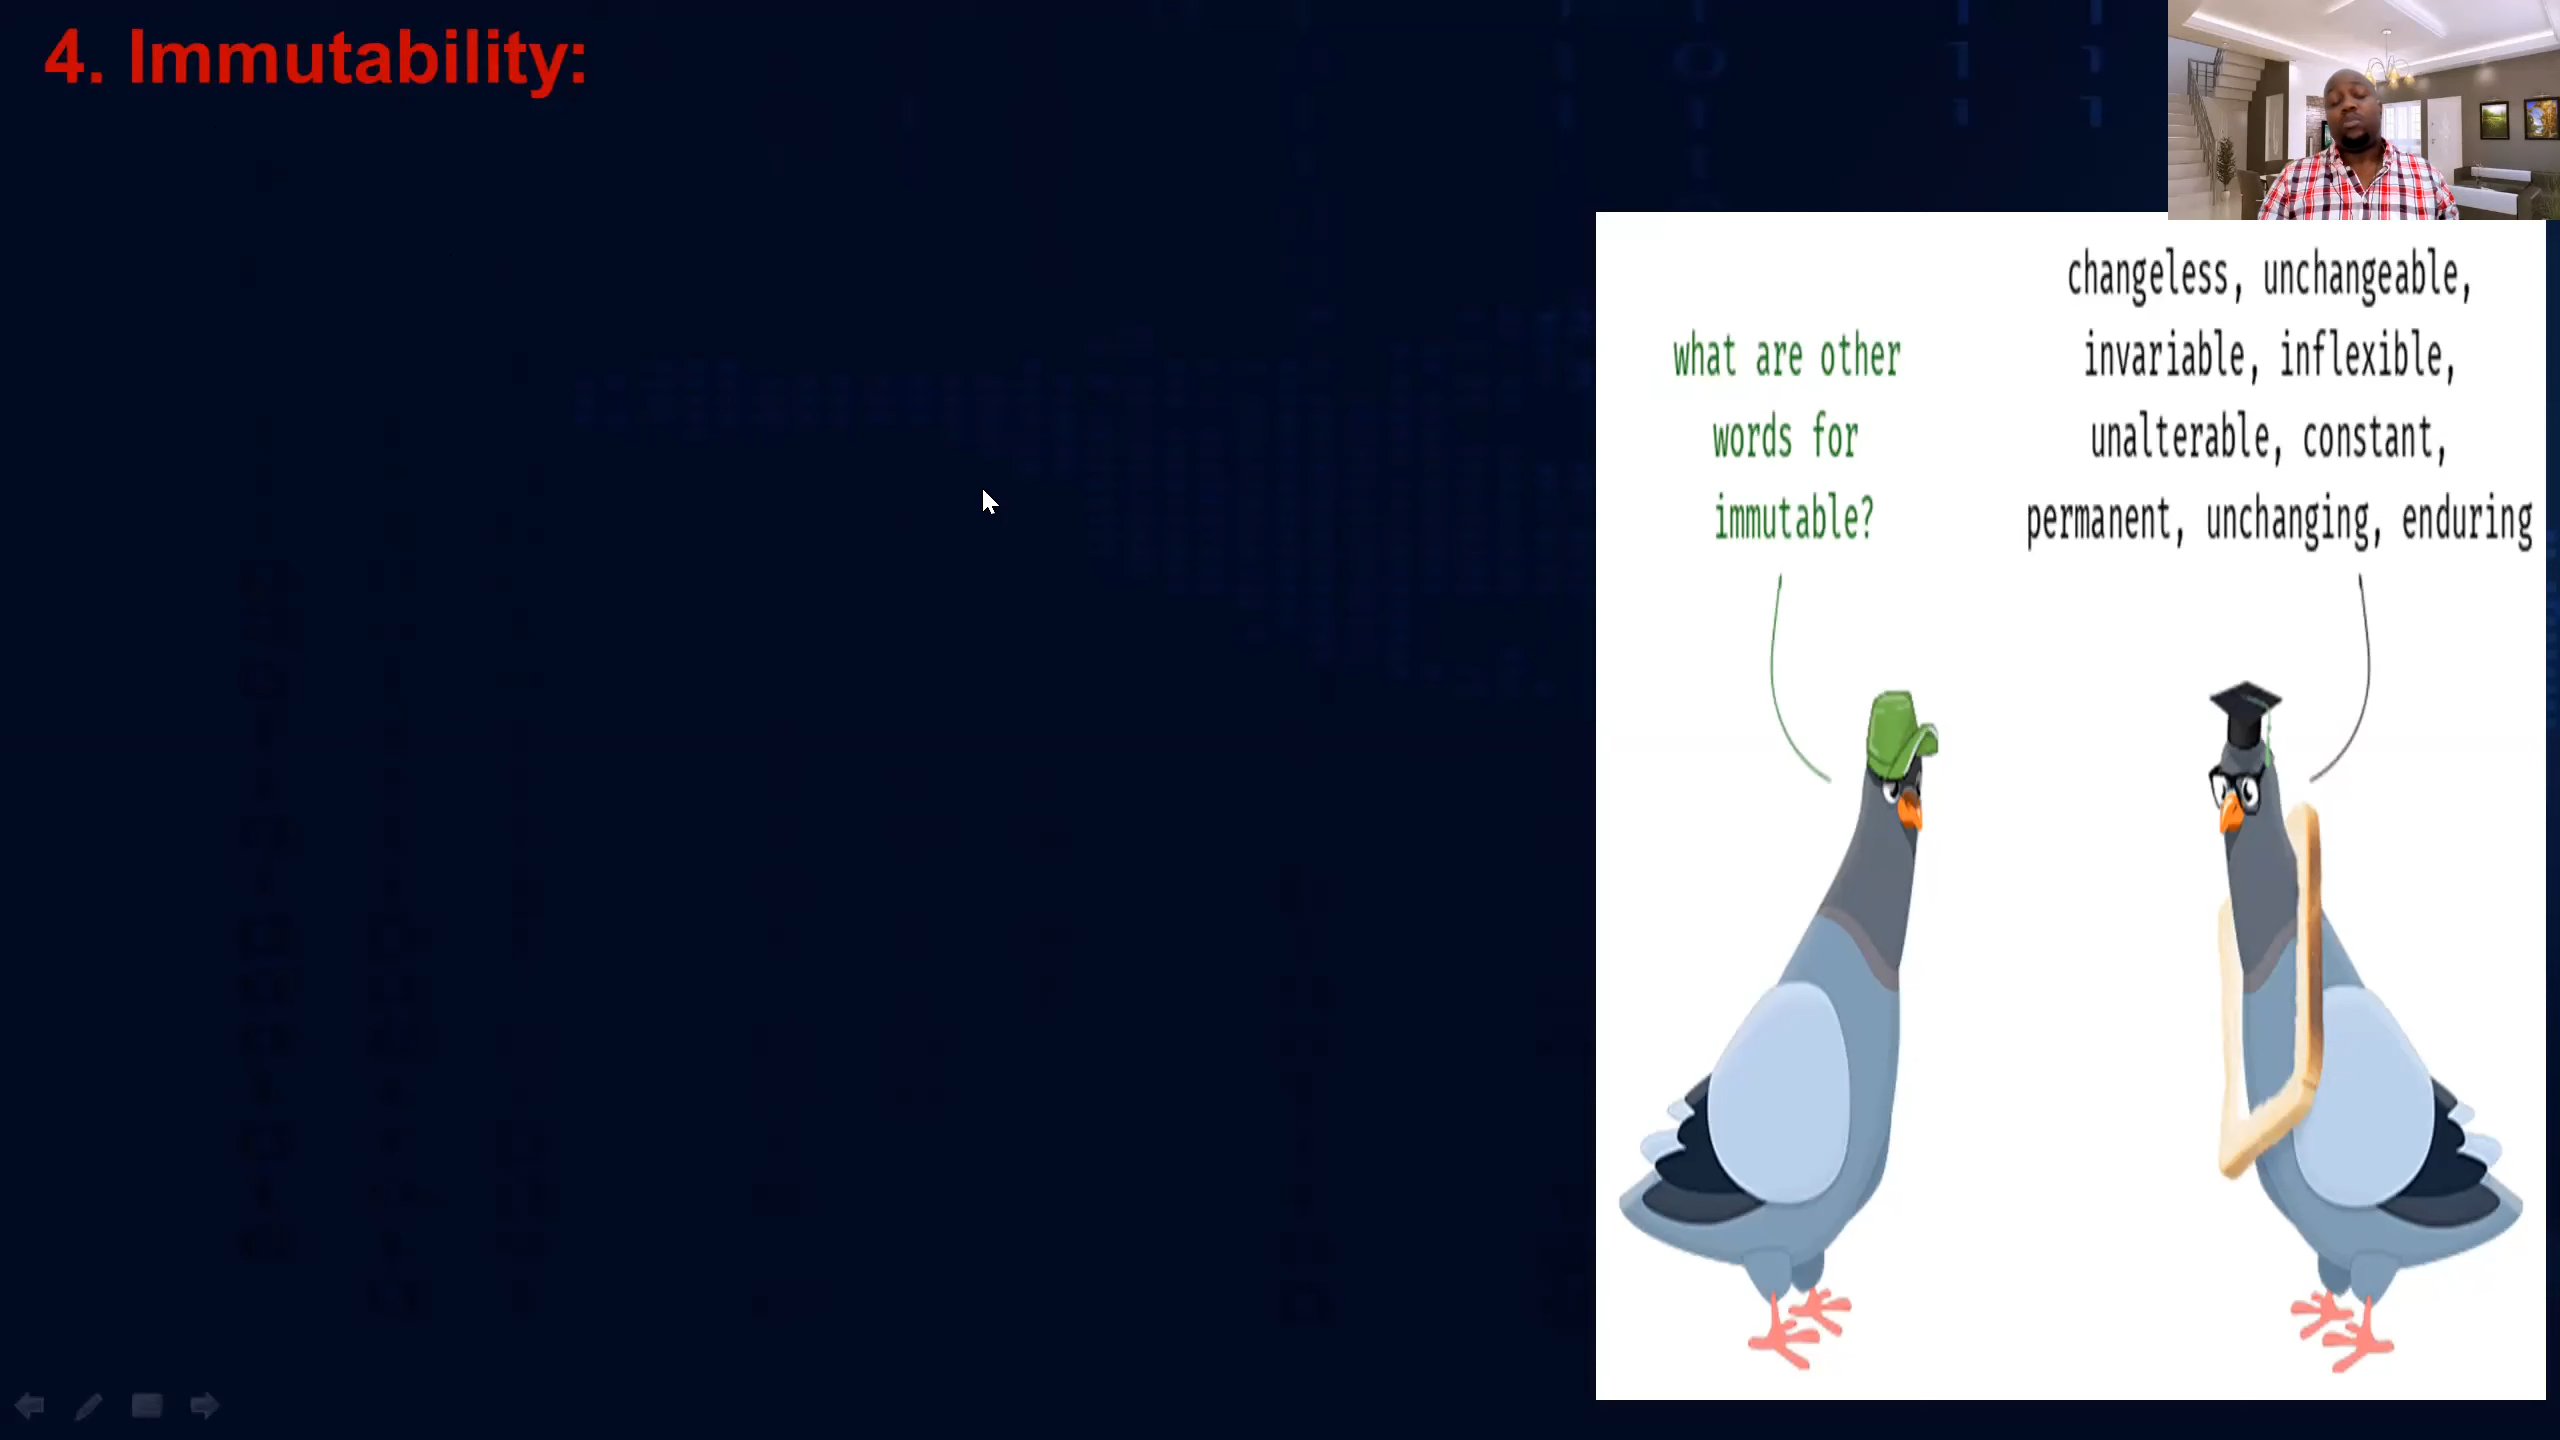 4. Immutability:
what are other
words for
immutable?
changeless, unchangeable,
invariable, inflexible,
unalterable, constant,
permanent, unchanging, enduring